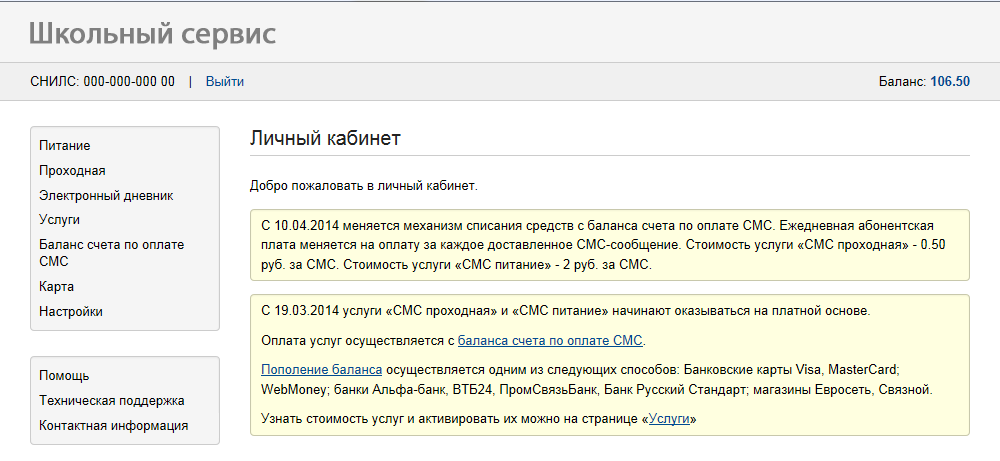 Школьный сервис
СНИЛС: 000-000-000 00 | Выйти
Баланс: 106.50
Питание
Проходная
Электронный дневник
Услуги
Баланс счета по оплате
СМС
Карта
Настройки
Помощь
Техническая поддержка
Контактная информация
Личный кабинет
Добро пожаловать в личный кабинет.
С 10.04.2014 меняется механизм списания средств с баланса счета по оплате СМС. Ежедневная абонентская
плата меняется на оплату за каждое доставленное СМС-сообщение. Стоимость услуги «СМС проходная» - 0.50
руб. за СМС. Стоимость услуги «СМС питание» - 2 руб. за СМС.
С 19.03.2014 услуги «СМС проходная» и «СМС питание» начинают оказываться на платной основе.
Оплата услуг осуществляется с баланса счета по оплате СМС.
Пополение баланса осуществляется одним из следующих способов: Банковские карты Visa, MasterCard;
WebMoney; банки Альфа-банк, ВТБ24, ПромСвязьБанк, Банк Русский Стандарт; магазины Евросеть, Связной.
Узнать стоимость услуг и активировать их можно на странице «Услуги»